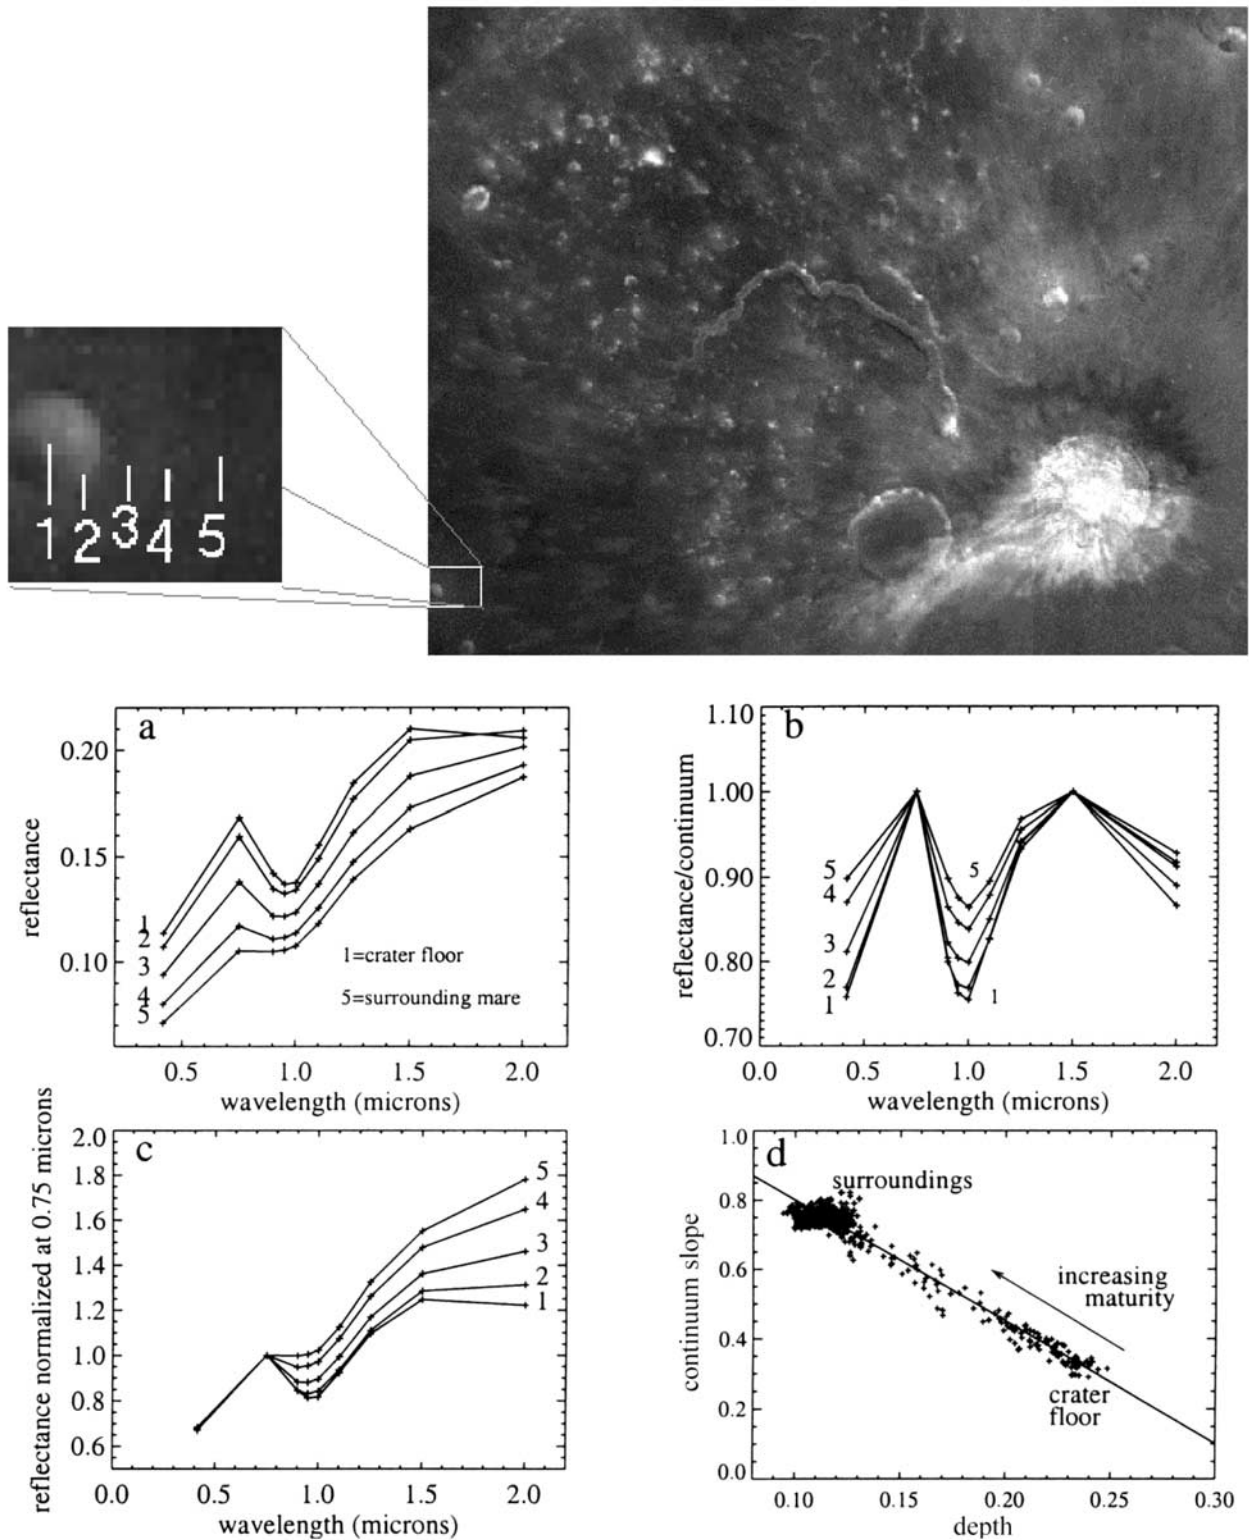 1 2 3 4 5
a
0.20
0.15
0.10
reflectance
1
2
3
4
5
1=crater floor
5=surrounding mare
0.5 1.0 1.5 2.0
wavelength (microns)
b
1.10
1.00
0.90
0.80
0.70
reflectance/continuum
5
4
3
2
1
5
1
0.0 0.5 1.0 1.5 2.0
wavelength (microns)
c
2.0
1.8
1.6
1.4
1.2
1.0
0.8
0.6
reflectance normalized at 0.75 microns
5
4
3
2
1
0.0 0.5 1.0 1.5 2.0
wavelength (microns)
d
1.0
0.8
0.6
0.4
0.2
0.0
continuum slope
surroundings
increasing
maturity
crater
floor
0.10 0.15 0.20 0.25 0.30
depth